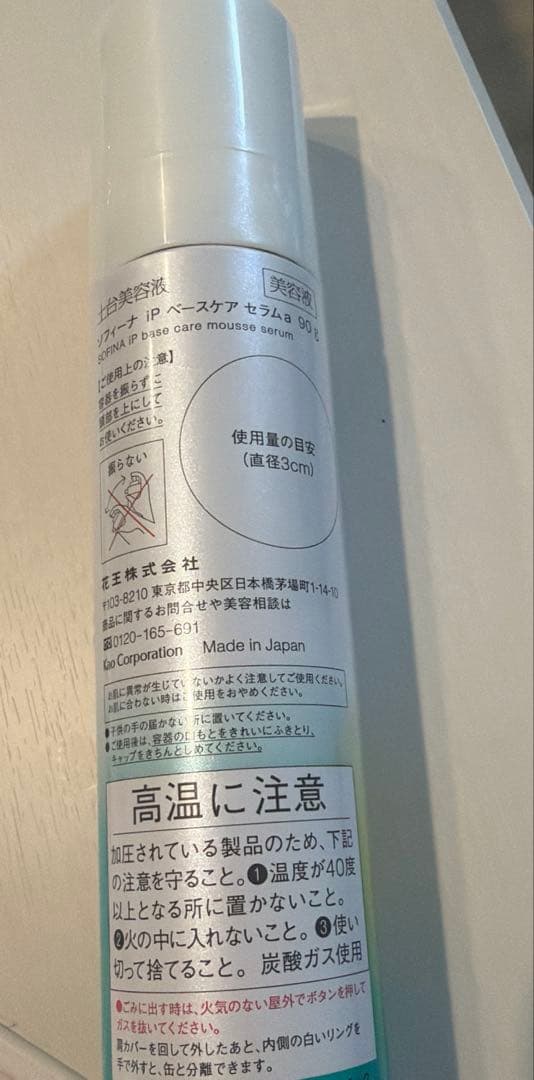 土台美容液
美容液
ソフィーナ iP ベースケア セラムa 90 g
SOFINA iP base care mousse serum
【ご使用上の注意】
容器を振らずに
頭部を上にして
お使いください。
振らない
使用量の目安
(直径3cm)
花王株式会社
〒103-8210 東京都中央区日本橋茅場町1-14-10
商品に関するお問合せや美容相談は
0120-165-691
Kao Corporation Made in Japan
お肌に異常が生じていないかよく注意してご使用ください。
お肌に合わない時はご使用をおやめください。
●子供の手の届かない所に置いてください。
●ご使用後は、容器の口もとをきれいにふきとり、
キャップをきちんとしめてください。
高温に注意
加圧されている製品のため、下記
の注意を守ること。❶温度が40度
以上となる所に置かないこと。
❷火の中に入れないこと。❸使い
切って捨てること。 炭酸ガス使用
●ごみに出す時は、火気のない屋外でボタンを押して
ガスを抜いてください。
肩カバーを回して外したあと、内側の白いリングを
手で外すと、缶と分離できます。